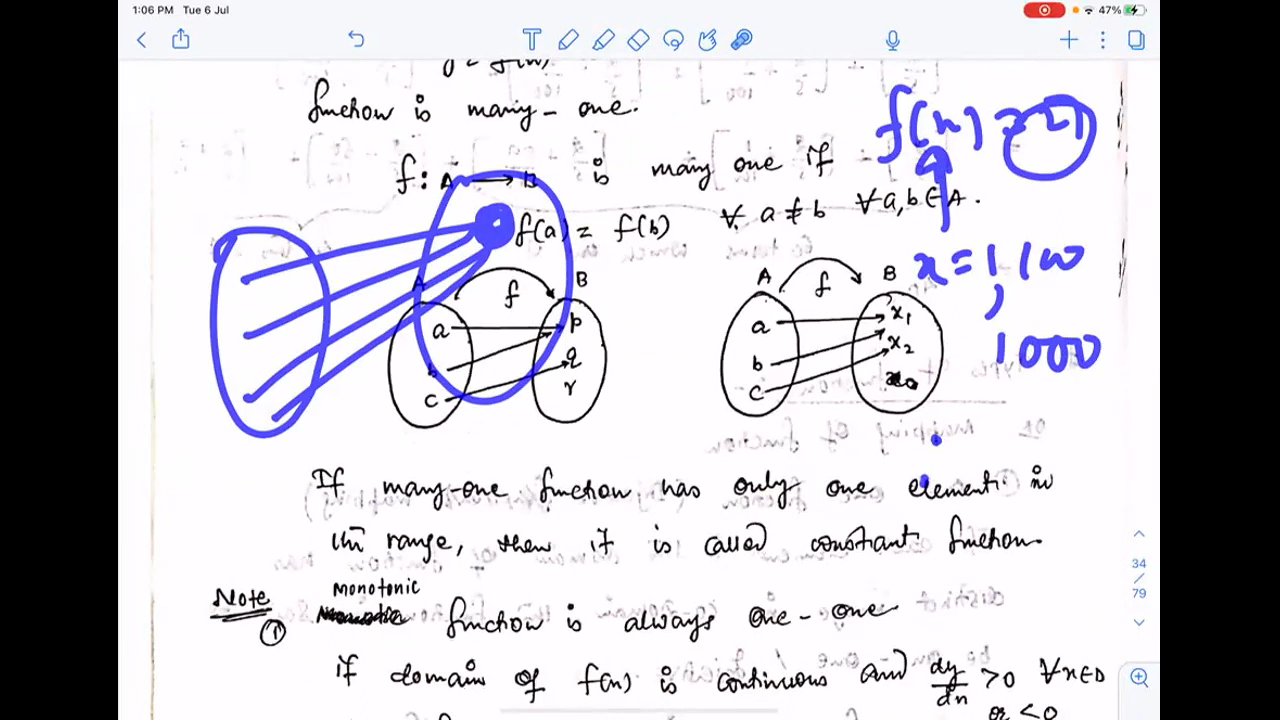 1:06 PM Tue 6 Jul
47%
function is many-one.
f: A → B is many one if
f(a) = f(b) ∀ a ≠ b ∀ a, b ∈ A.
A f B
a p
b q
c r
A f B
a x1
b x2
c
f(x) = 21
x = 1, 100
1000
If many-one function has only one element in
the range, then it is called constant function.
Note monotonic
① function is always one-one
if domain of f(x) is continuous and dy/dx > 0 ∀ x ∈ D
or < 0
34
/
79